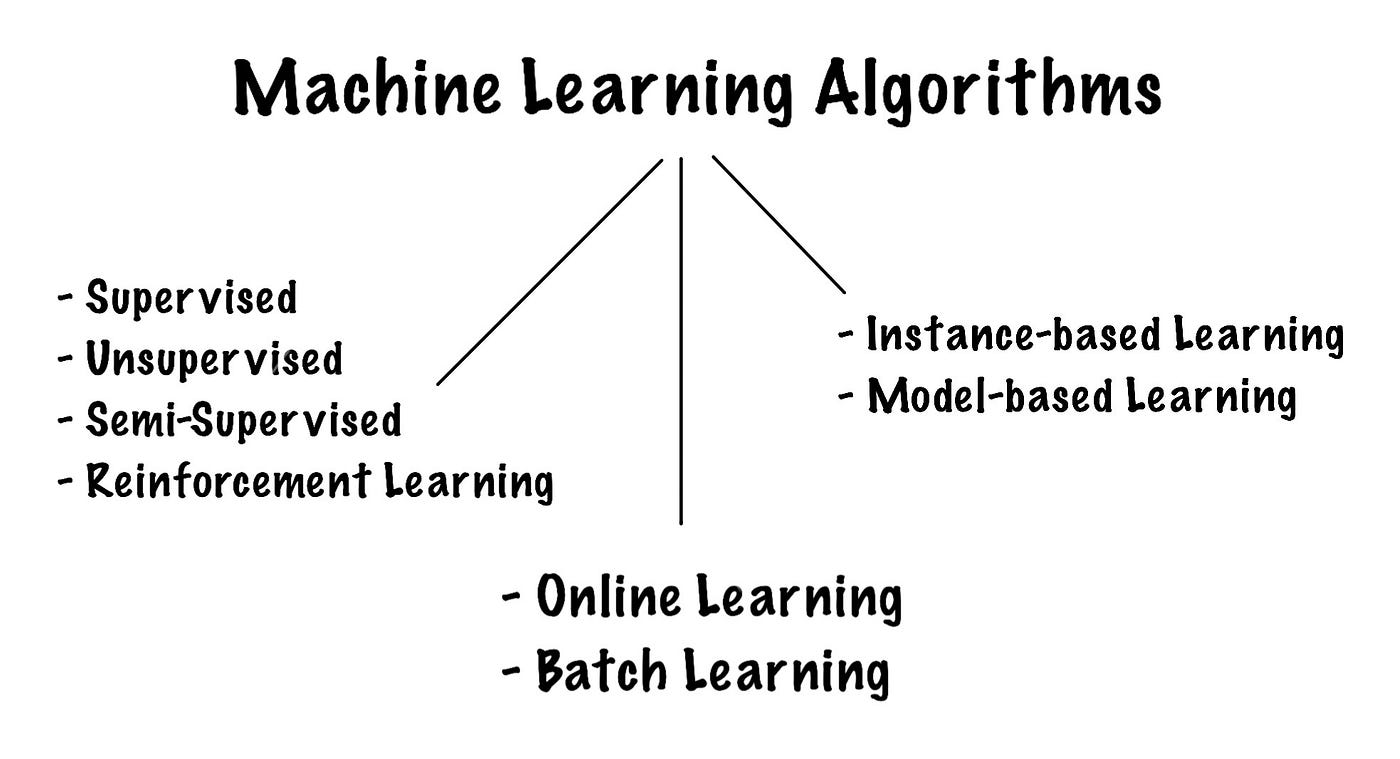 Machine Learning Algorithms
- Supervised
- Unsupervised
- Semi-Supervised
- Reinforcement Learning
- Instance-based Learning
- Model-based Learning
- Online Learning
- Batch Learning